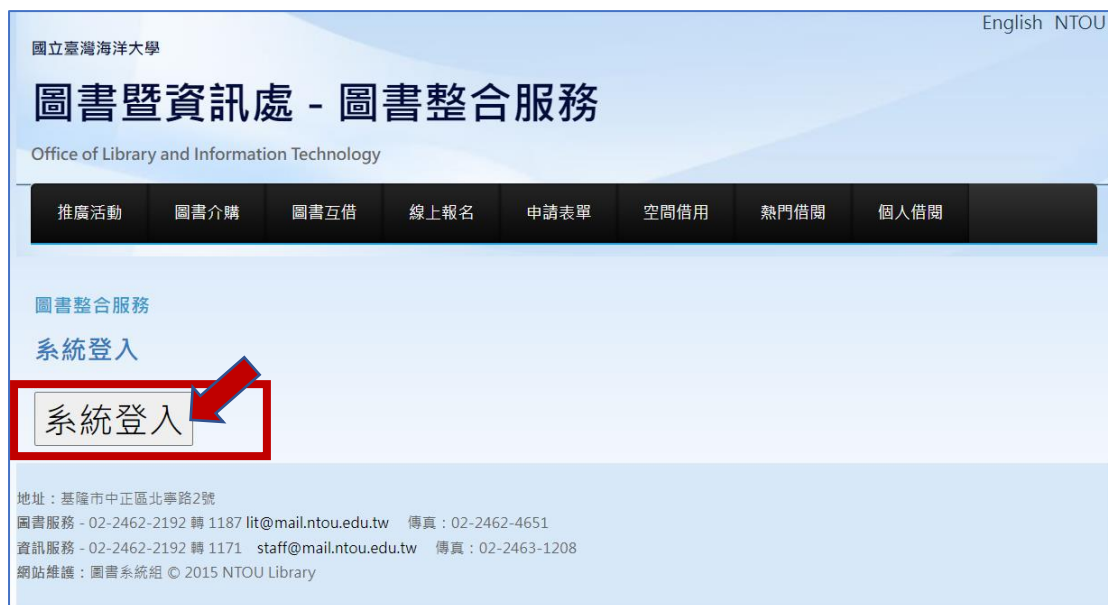 English NTOU
國立臺灣海洋大學
圖書暨資訊處 - 圖書整合服務
Office of Library and Information Technology
推廣活動 圖書介購 圖書互借 線上報名 申請表單 空間借用 熱門借閱 個人借閱
圖書整合服務
系統登入
系統登入
地址：基隆市中正區北寧路2號
圖書服務 - 02-2462-2192 轉 1187 lit@mail.ntou.edu.tw 傳真：02-2462-4651
資訊服務 - 02-2462-2192 轉 1171 staff@mail.ntou.edu.tw 傳真：02-2463-1208
網站維護：圖書系統組 © 2015 NTOU Library